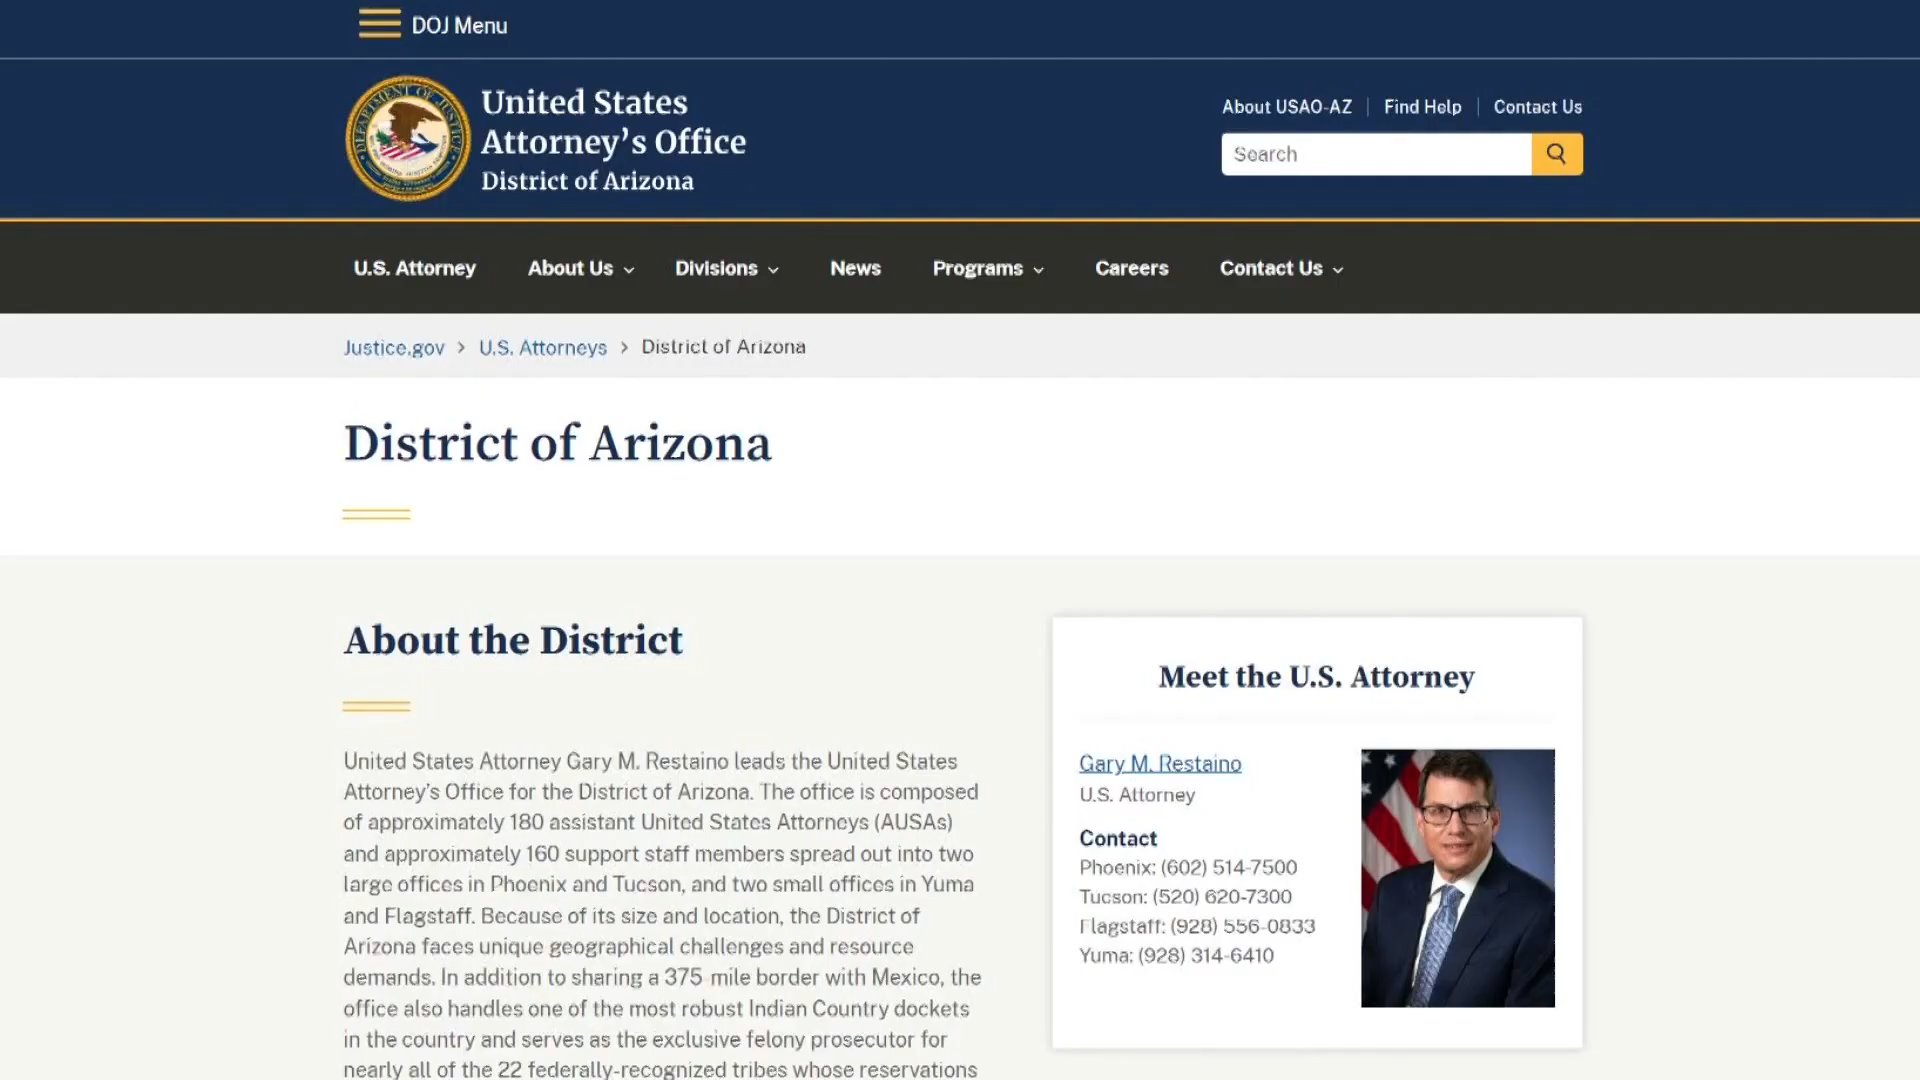 DOJ Menu
United States
Attorney’s Office
District of Arizona
About USAO-AZ
Find Help
Contact Us
Search
U.S. Attorney
About Us
Divisions
News
Programs
Careers
Contact Us
Justice.gov > U.S. Attorneys > District of Arizona
District of Arizona
About the District
United States Attorney Gary M. Restaino leads the United States
Attorney’s Office for the District of Arizona. The office is composed
of approximately 180 assistant United States Attorneys (AUSAs)
and approximately 160 support staff members spread out into two
large offices in Phoenix and Tucson, and two small offices in Yuma
and Flagstaff. Because of its size and location, the District of
Arizona faces unique geographical challenges and resource
demands. In addition to sharing a 375 mile border with Mexico, the
office also handles one of the most robust Indian Country dockets
in the country and serves as the exclusive felony prosecutor for
nearly all of the 22 federally-recognized tribes whose reservations
Meet the U.S. Attorney
Gary M. Restaino
U.S. Attorney
Contact
Phoenix: (602) 514-7500
Tucson: (520) 620-7300
Flagstaff: (928) 556-0833
Yuma: (928) 314-6410
DEPARTMENT OF JUSTICE